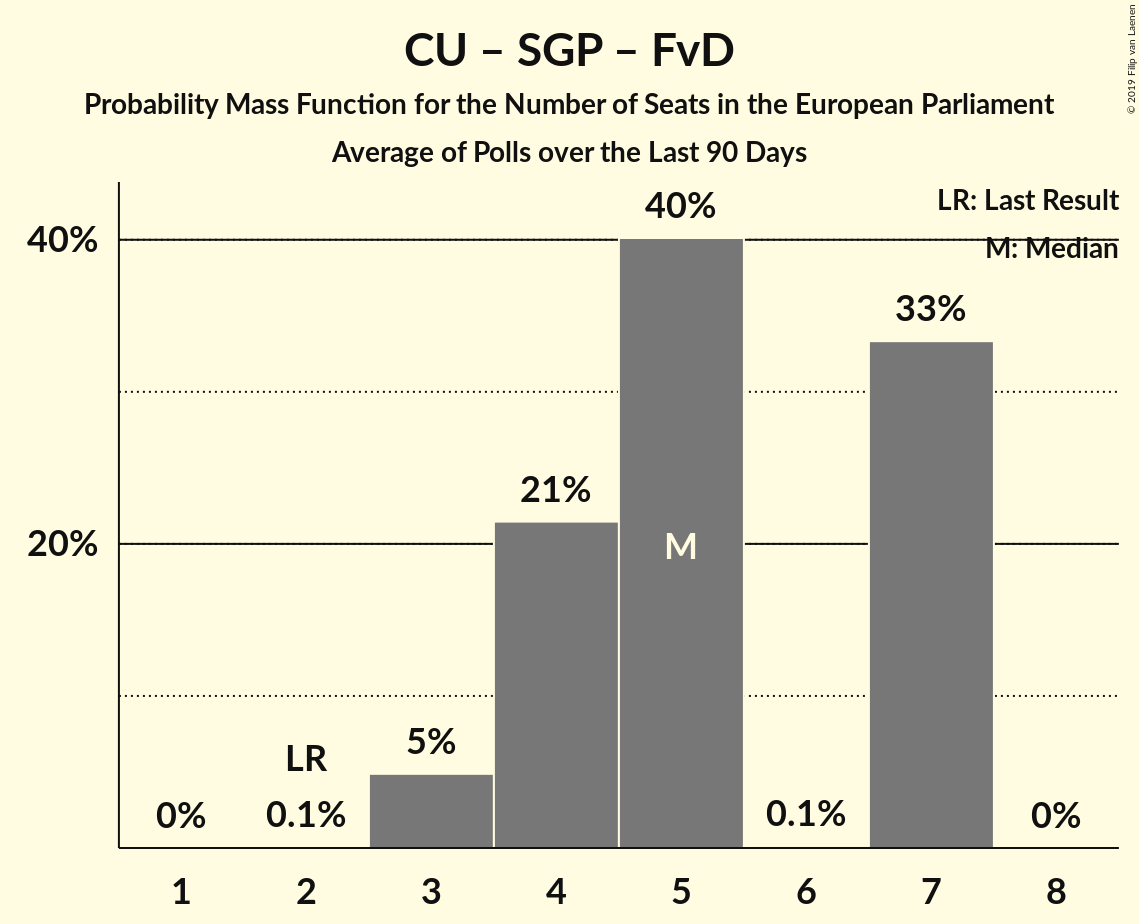 CU – SGP – FvD
Probability Mass Function for the Number of Seats in the European Parliament
Average of Polls over the Last 90 Days
© 2019 Filip van Laenen
LR: Last Result
M: Median
40%
20%
0%
LR
0.1%
5%
21%
40%
M
0.1%
33%
0%
1 2 3 4 5 6 7 8